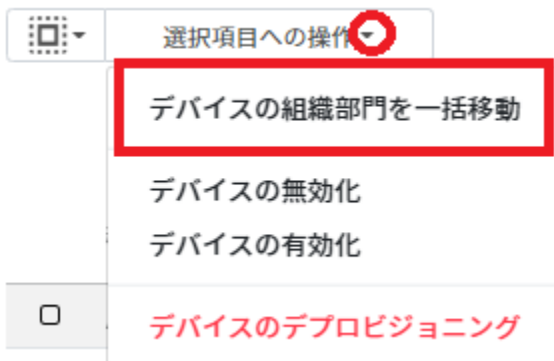 選択項目への操作
デバイスの組織部門を一括移動
デバイスの無効化
デバイスの有効化
デバイスのデプロビジョニング